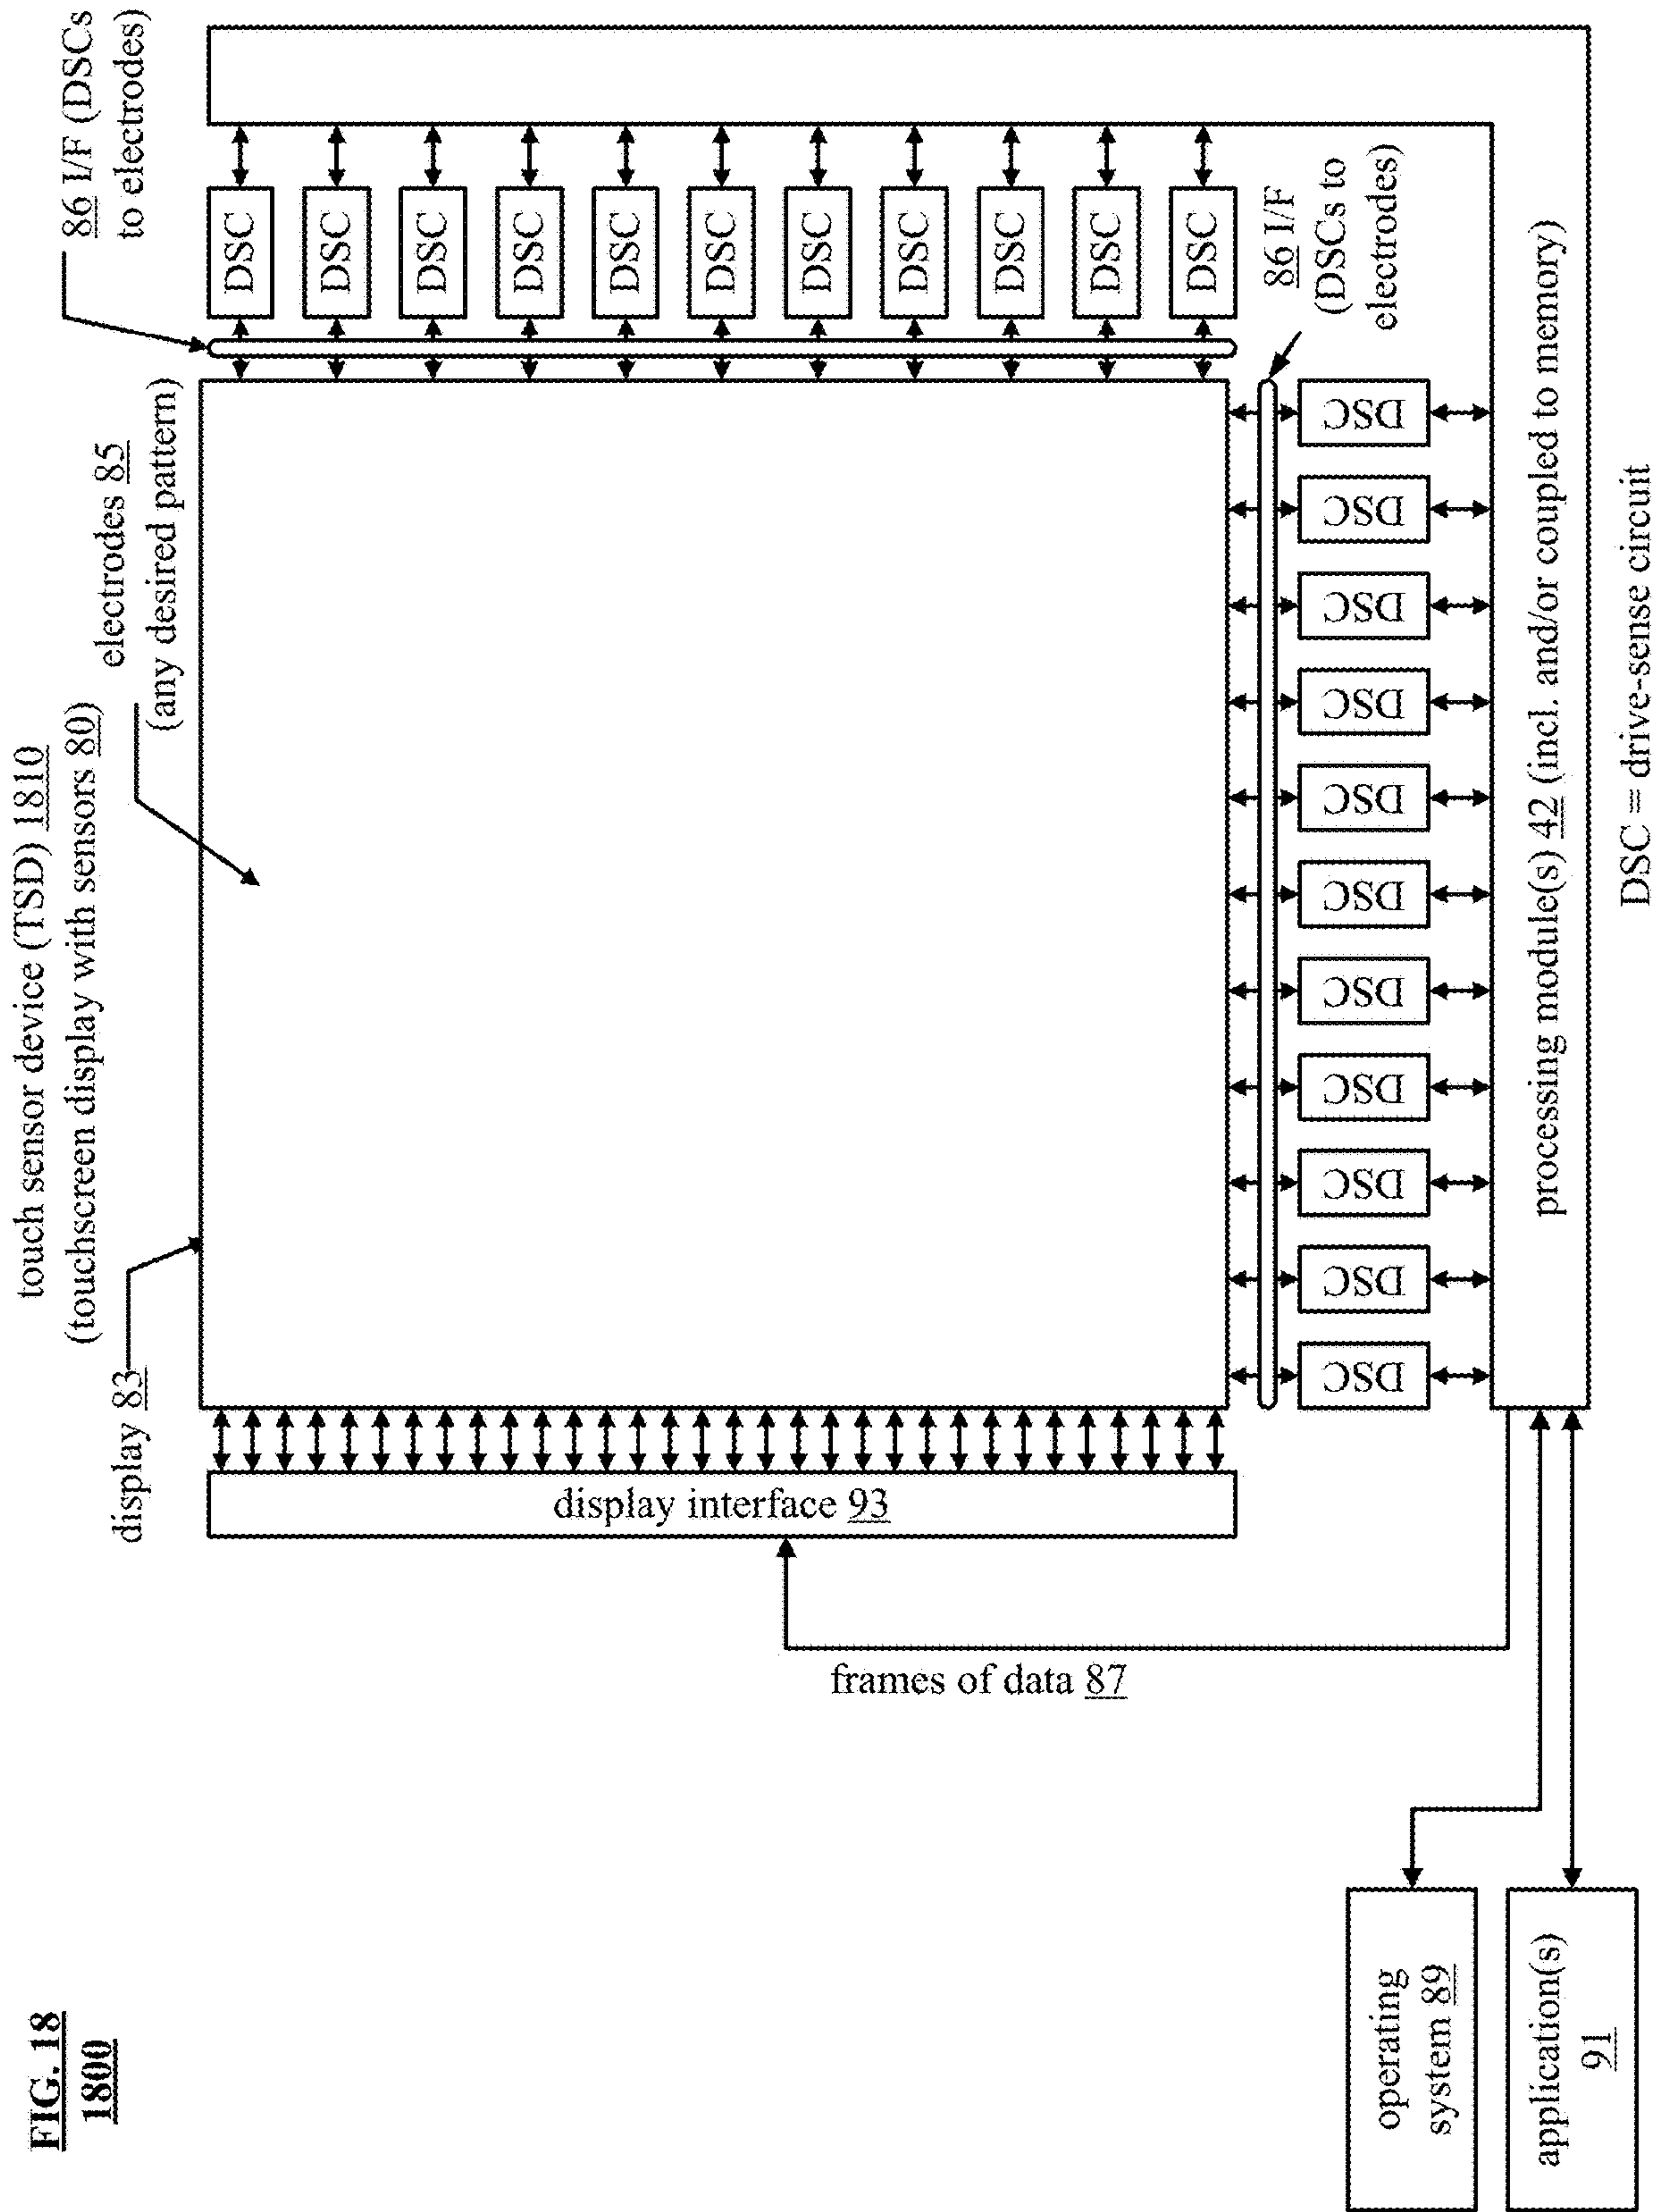 FIG. 18
1800
touch sensor device (TSD) 1810
(touchscreen display with sensors 80)
display 83
electrodes 85
(any desired pattern)
86 I/F (DSCs
to electrodes)
DSC
DSC
DSC
DSC
DSC
DSC
DSC
DSC
DSC
DSC
DSC
display interface 93
frames of data 87
86 I/F
(DSCs to
electrodes)
DSC
DSC
DSC
DSC
DSC
DSC
DSC
DSC
DSC
DSC
DSC
operating
system 89
application(s)
91
processing module(s) 42 (incl. and/or coupled to memory)
DSC ≡ drive-sense circuit